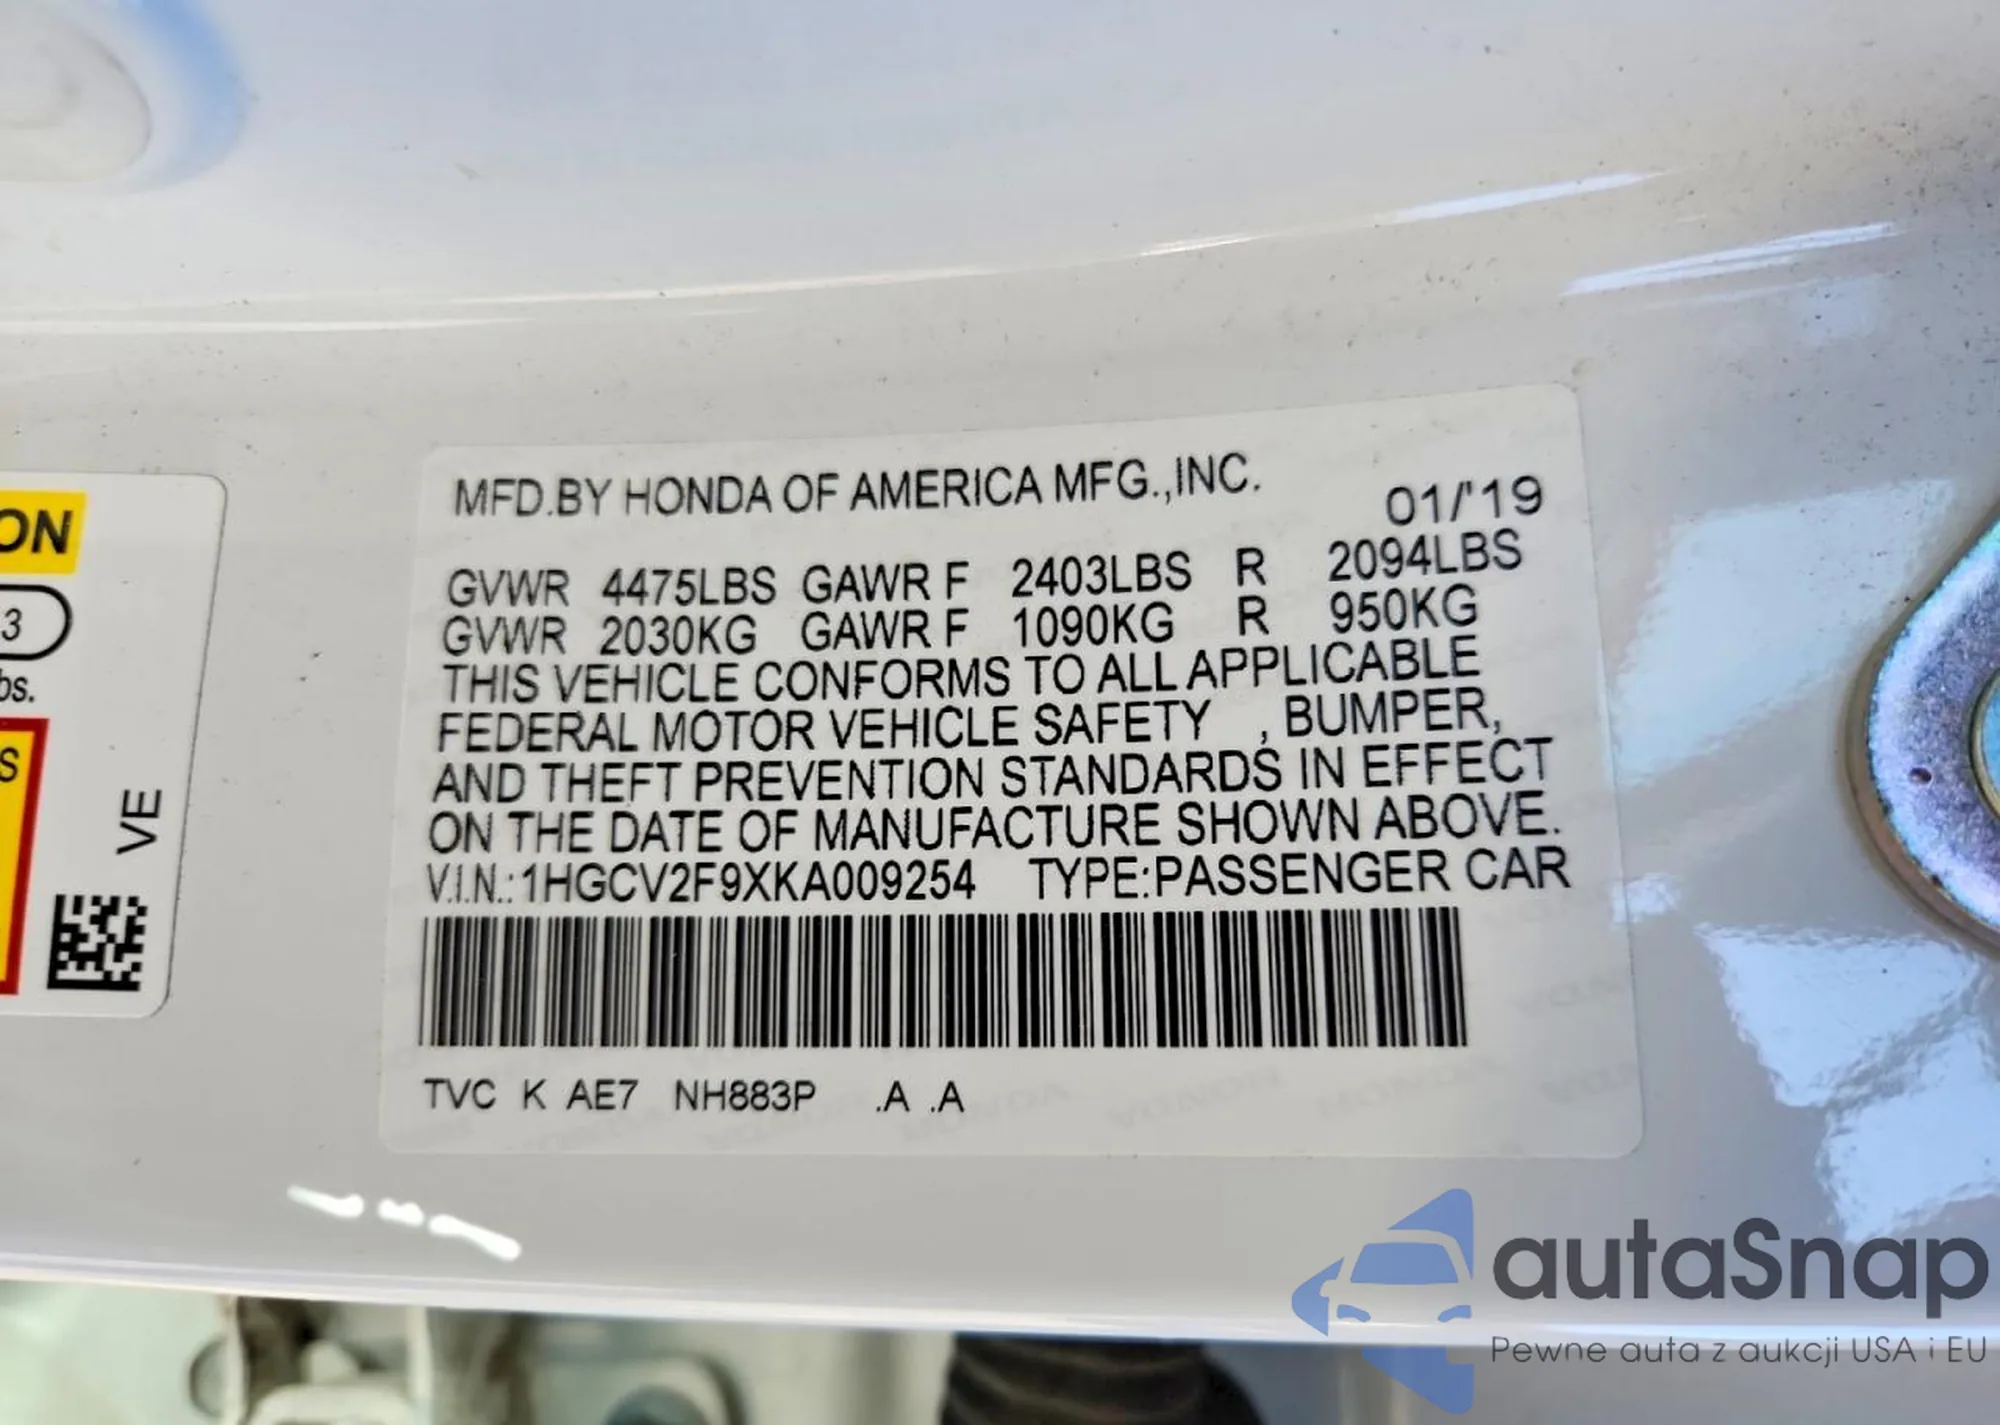 MFD.BY HONDA OF AMERICA MFG.,INC. 01/'19
GVWR 4475LBS GAWR F 2403LBS R 2094LBS
GVWR 2030KG GAWR F 1090KG R 950KG
THIS VEHICLE CONFORMS TO ALL APPLICABLE
FEDERAL MOTOR VEHICLE SAFETY , BUMPER,
AND THEFT PREVENTION STANDARDS IN EFFECT
ON THE DATE OF MANUFACTURE SHOWN ABOVE.
V.I.N.:1HGCV2F9XKA009254 TYPE:PASSENGER CAR
TVC K AE7 NH883P .A .A
ON
3
bs.
S
VE
autaSnap
Pewne auta z aukcji USA i EU